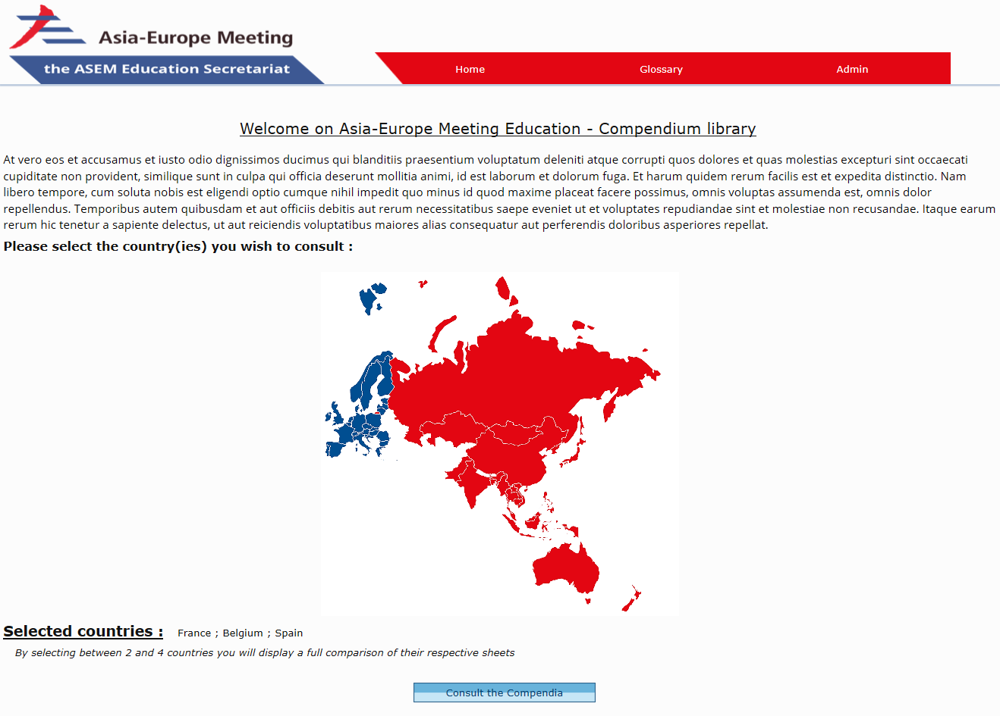 Asia-Europe Meeting
the ASEM Education Secretariat
Home Glossary Admin
Welcome on Asia-Europe Meeting Education - Compendium library
At vero eos et accusamus et iusto odio dignissimos ducimus qui blanditiis praesentium voluptatum deleniti atque corrupti quos dolores et quas molestias excepturi sint occaecati
cupiditate non provident, similique sunt in culpa qui officia deserunt mollitia animi, id est laborum et dolorum fuga. Et harum quidem rerum facilis est et expedita distinctio. Nam
libero tempore, cum soluta nobis est eligendi optio cumque nihil impedit quo minus id quod maxime placeat facere possimus, omnis voluptas assumenda est, omnis dolor
repellendus. Temporibus autem quibusdam et aut officiis debitis aut rerum necessitatibus saepe eveniet ut et voluptates repudiandae sint et molestiae non recusandae. Itaque earum
rerum hic tenetur a sapiente delectus, ut aut reiciendis voluptatibus maiores alias consequatur aut perferendis doloribus asperiores repellat.
Please select the country(ies) you wish to consult :
Selected countries : France ; Belgium ; Spain
By selecting between 2 and 4 countries you will display a full comparison of their respective sheets
Consult the Compendia